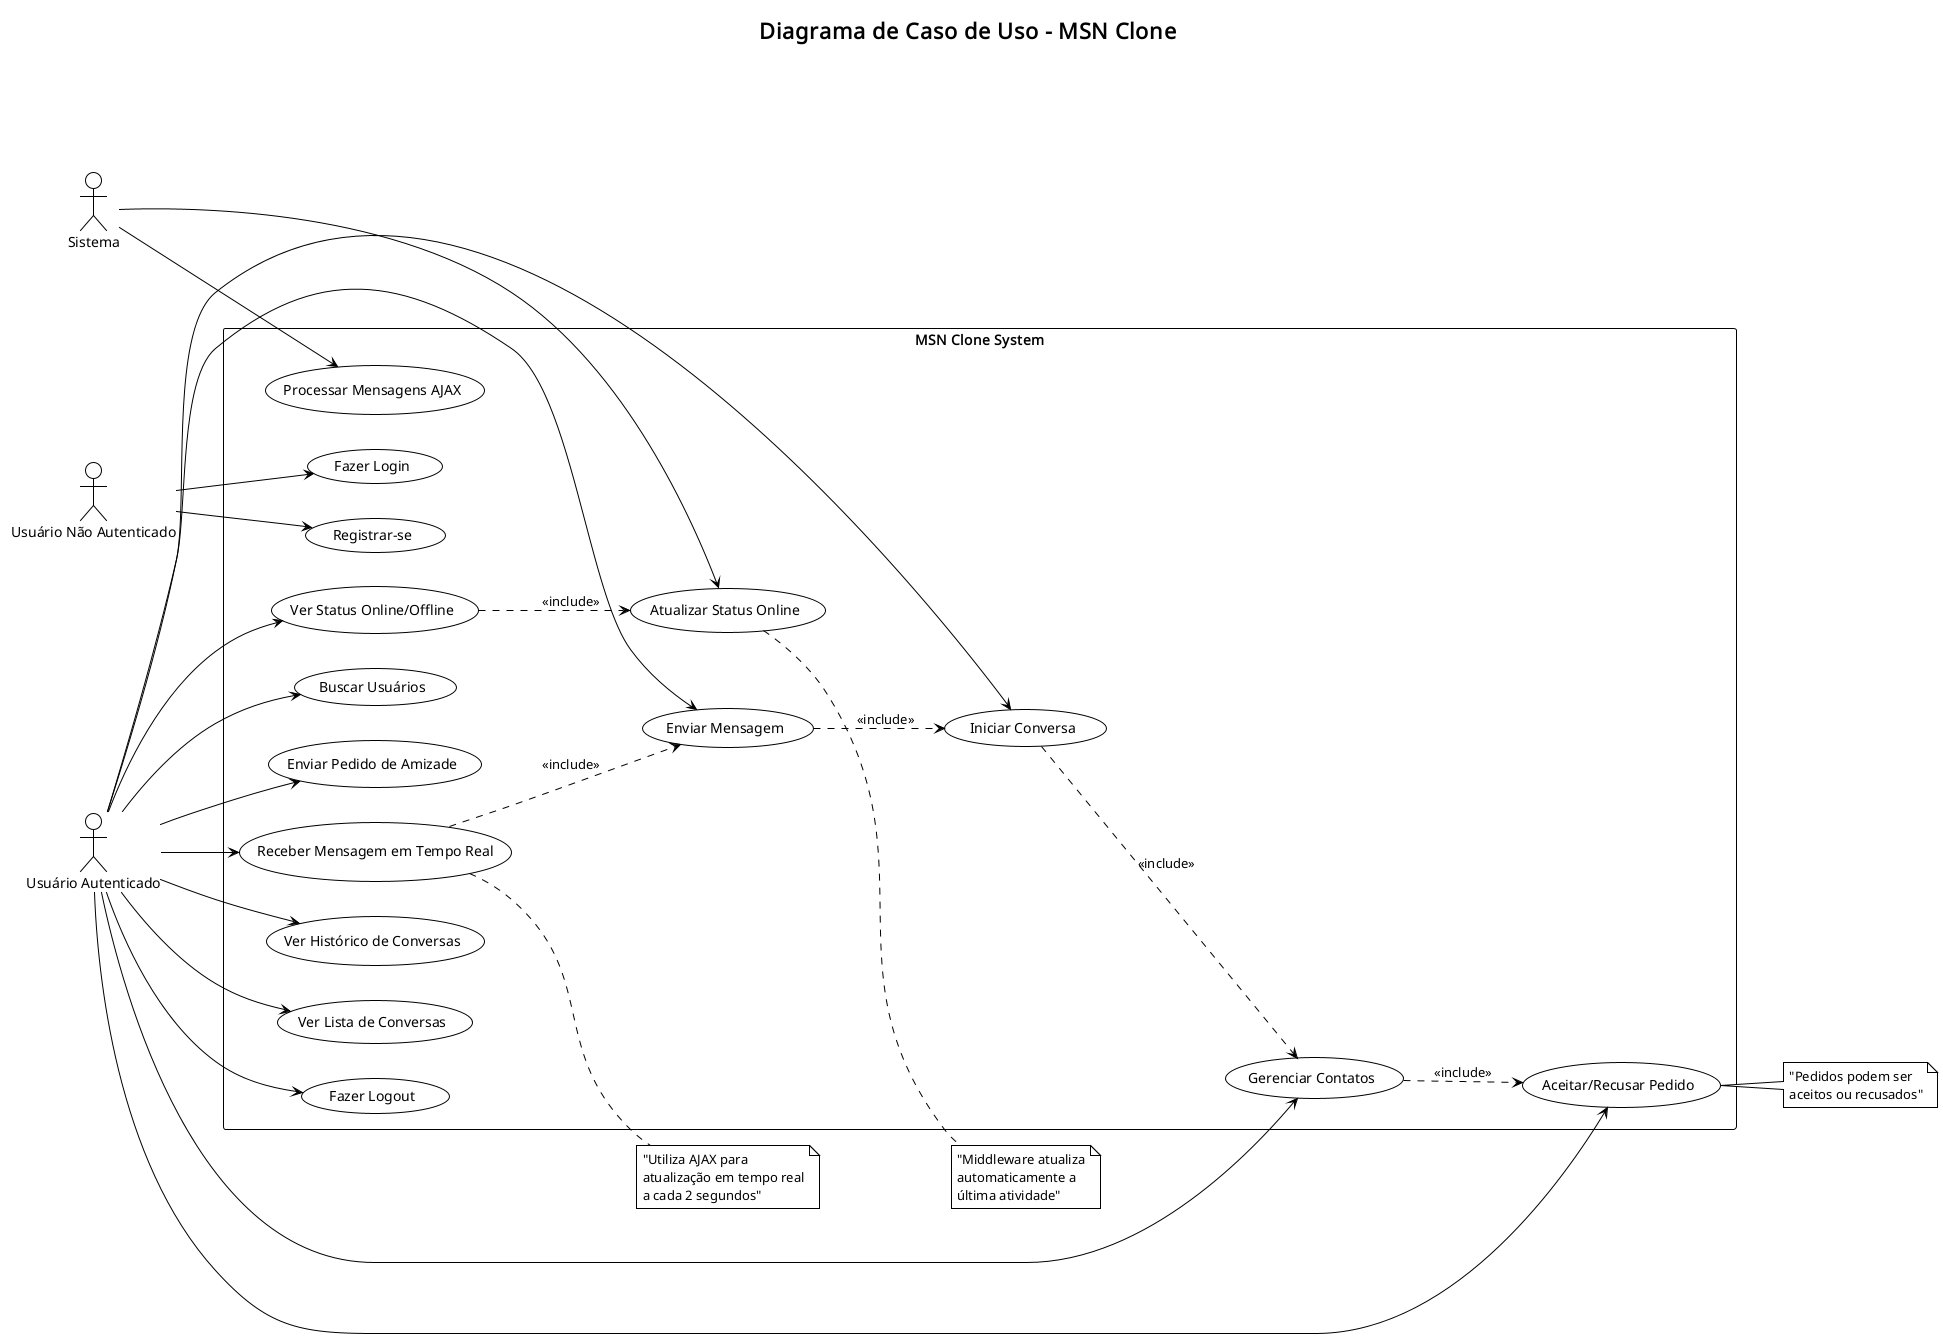 Diagrama de Caso de Uso - MSN Clone
Sistema
MSN Clone System
Processar Mensagens AJAX
Fazer Login
Usuário Não Autenticado
Registrar-se
Ver Status Online/Offline
«include»
Atualizar Status Online
Buscar Usuários
Enviar Mensagem
«include»
Iniciar Conversa
Enviar Pedido de Amizade
«include»
Receber Mensagem em Tempo Real
«include»
Usuário Autenticado
Ver Histórico de Conversas
Ver Lista de Conversas
Fazer Logout
Gerenciar Contatos
«include»
Aceitar/Recusar Pedido
"Pedidos podem ser
aceitos ou recusados"
"Utiliza AJAX para
atualização em tempo real
a cada 2 segundos"
"Middleware atualiza
automaticamente a
última atividade"